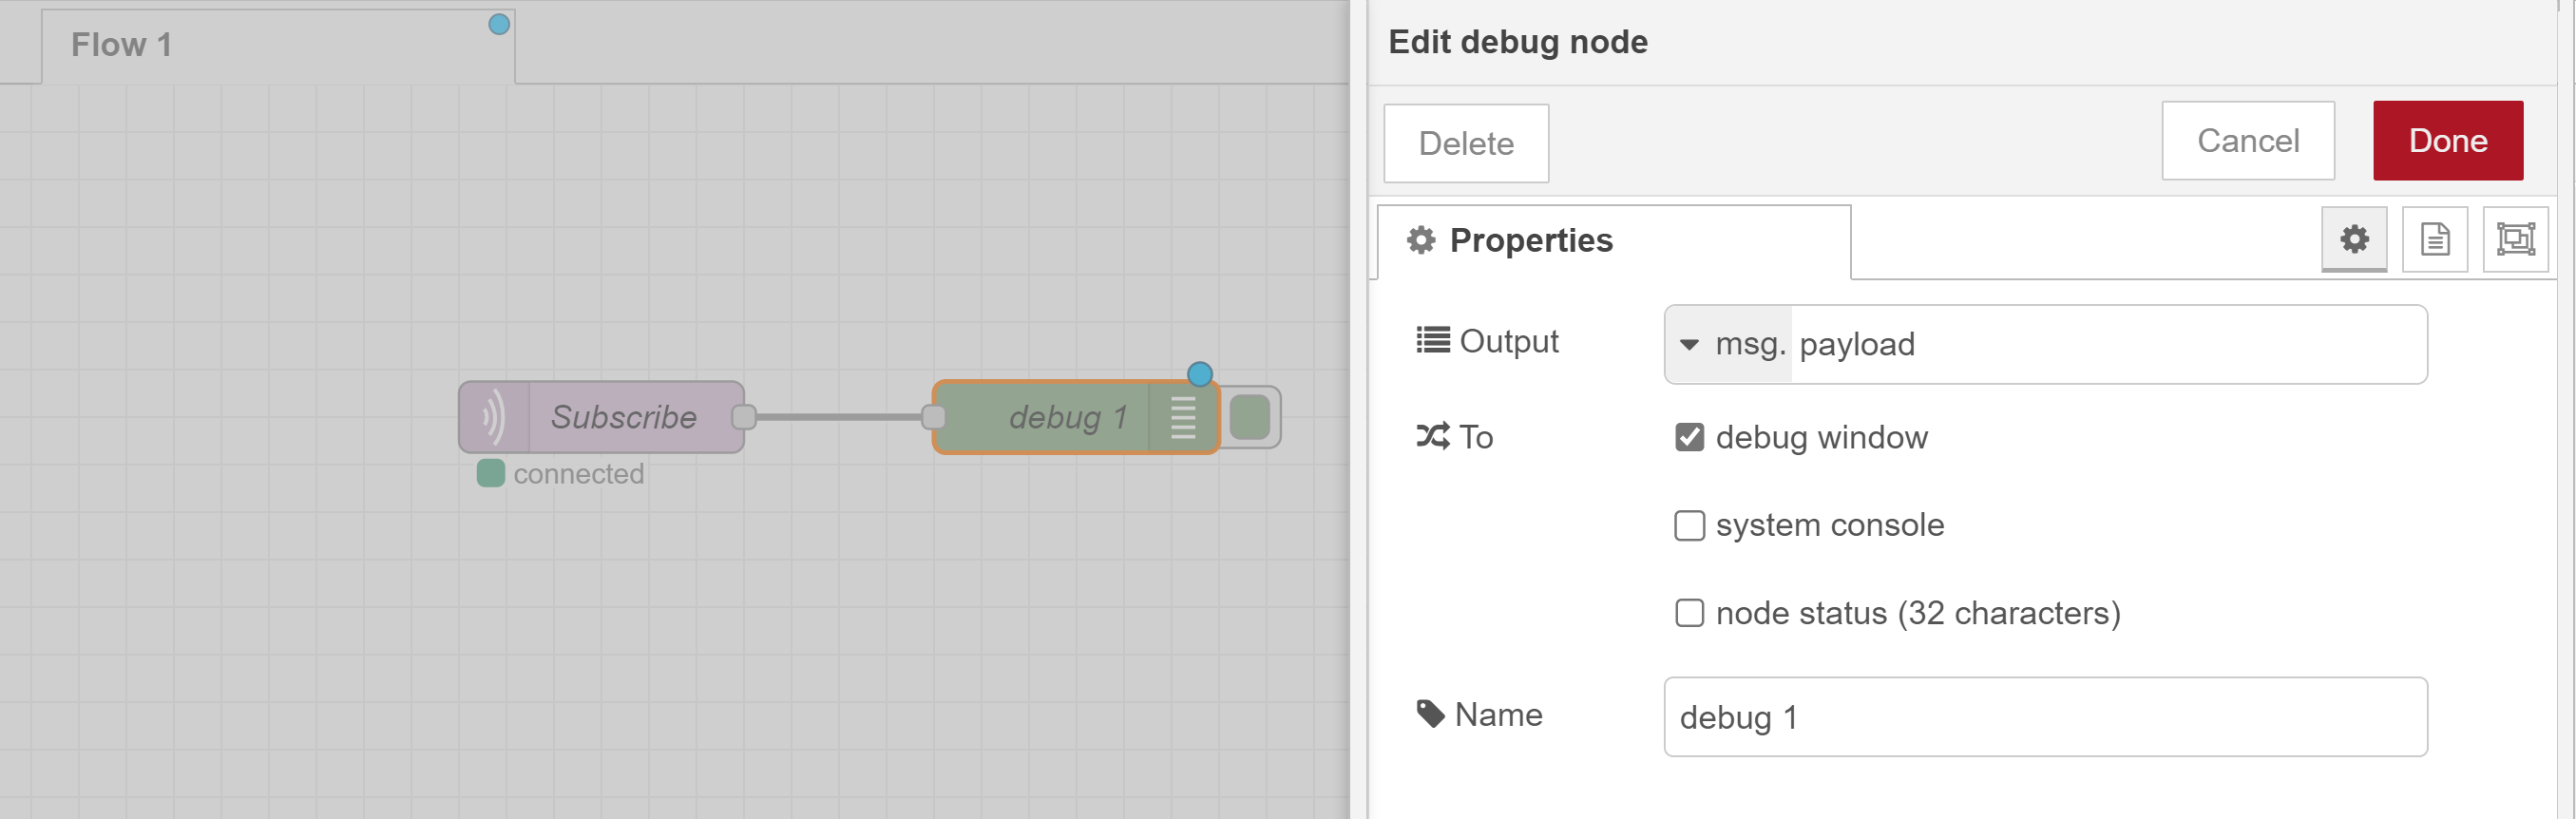 Flow 1
Subscribe
connected
debug 1
Edit debug node
Delete
Cancel
Done
Properties
Output
msg. payload
To
debug window
system console
node status (32 characters)
Name
debug 1